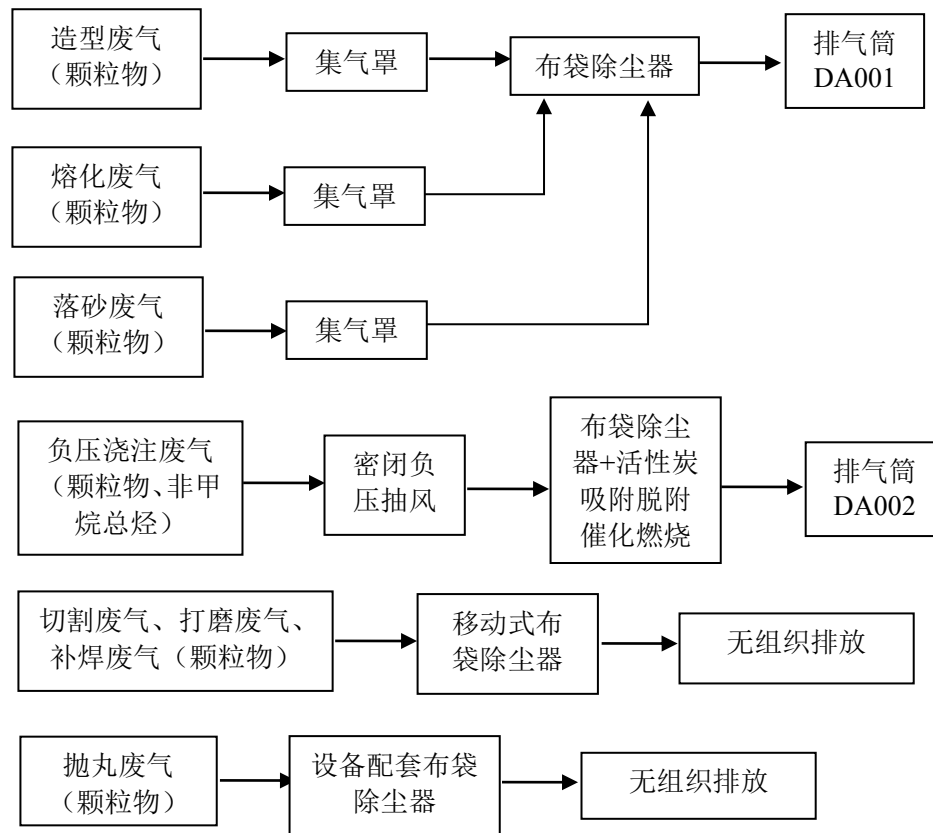 造型废气
（颗粒物）
集气罩
布袋除尘器
排气筒
DA001
熔化废气
（颗粒物）
集气罩
落砂废气
（颗粒物）
集气罩
负压浇注废气
（颗粒物、非甲
烷总烃）
密闭负
压抽风
布袋除尘
器+活性炭
吸附脱附
催化燃烧
排气筒
DA002
切割废气、打磨废气、
补焊废气（颗粒物）
移动式布
袋除尘器
无组织排放
抛丸废气
（颗粒物）
设备配套布袋
除尘器
无组织排放